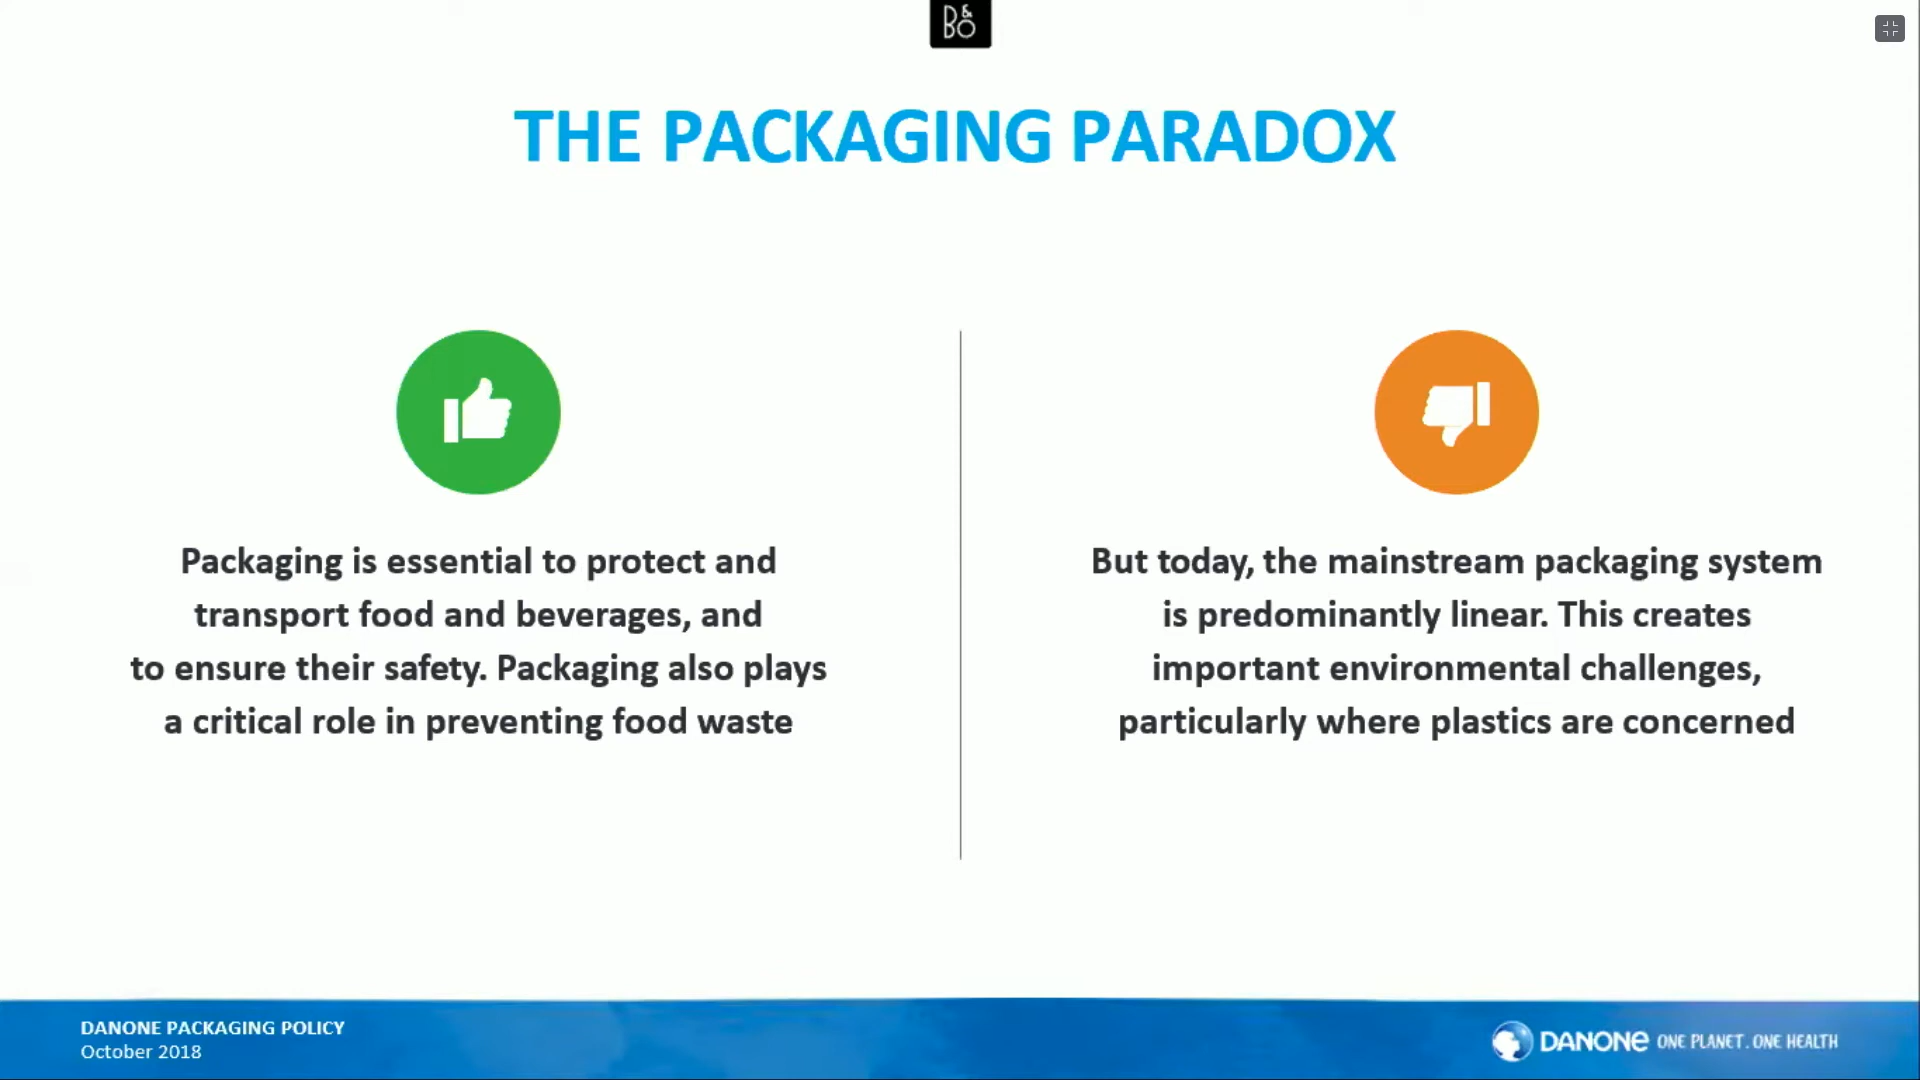 B&O
THE PACKAGING PARADOX
Packaging is essential to protect and
transport food and beverages, and
to ensure their safety. Packaging also plays
a critical role in preventing food waste
But today, the mainstream packaging system
is predominantly linear. This creates
important environmental challenges,
particularly where plastics are concerned
DANONE PACKAGING POLICY
October 2018
DANONE ONE PLANET. ONE HEALTH